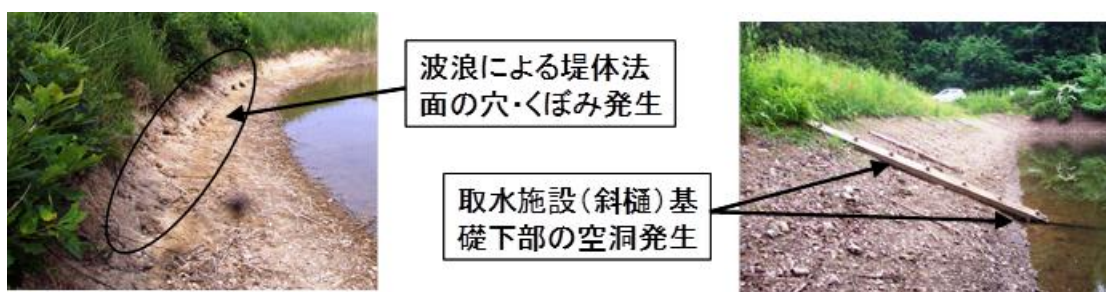 波浪による堤体法
面の穴・くぼみ発生
取水施設（斜樋）基
礎下部の空洞発生